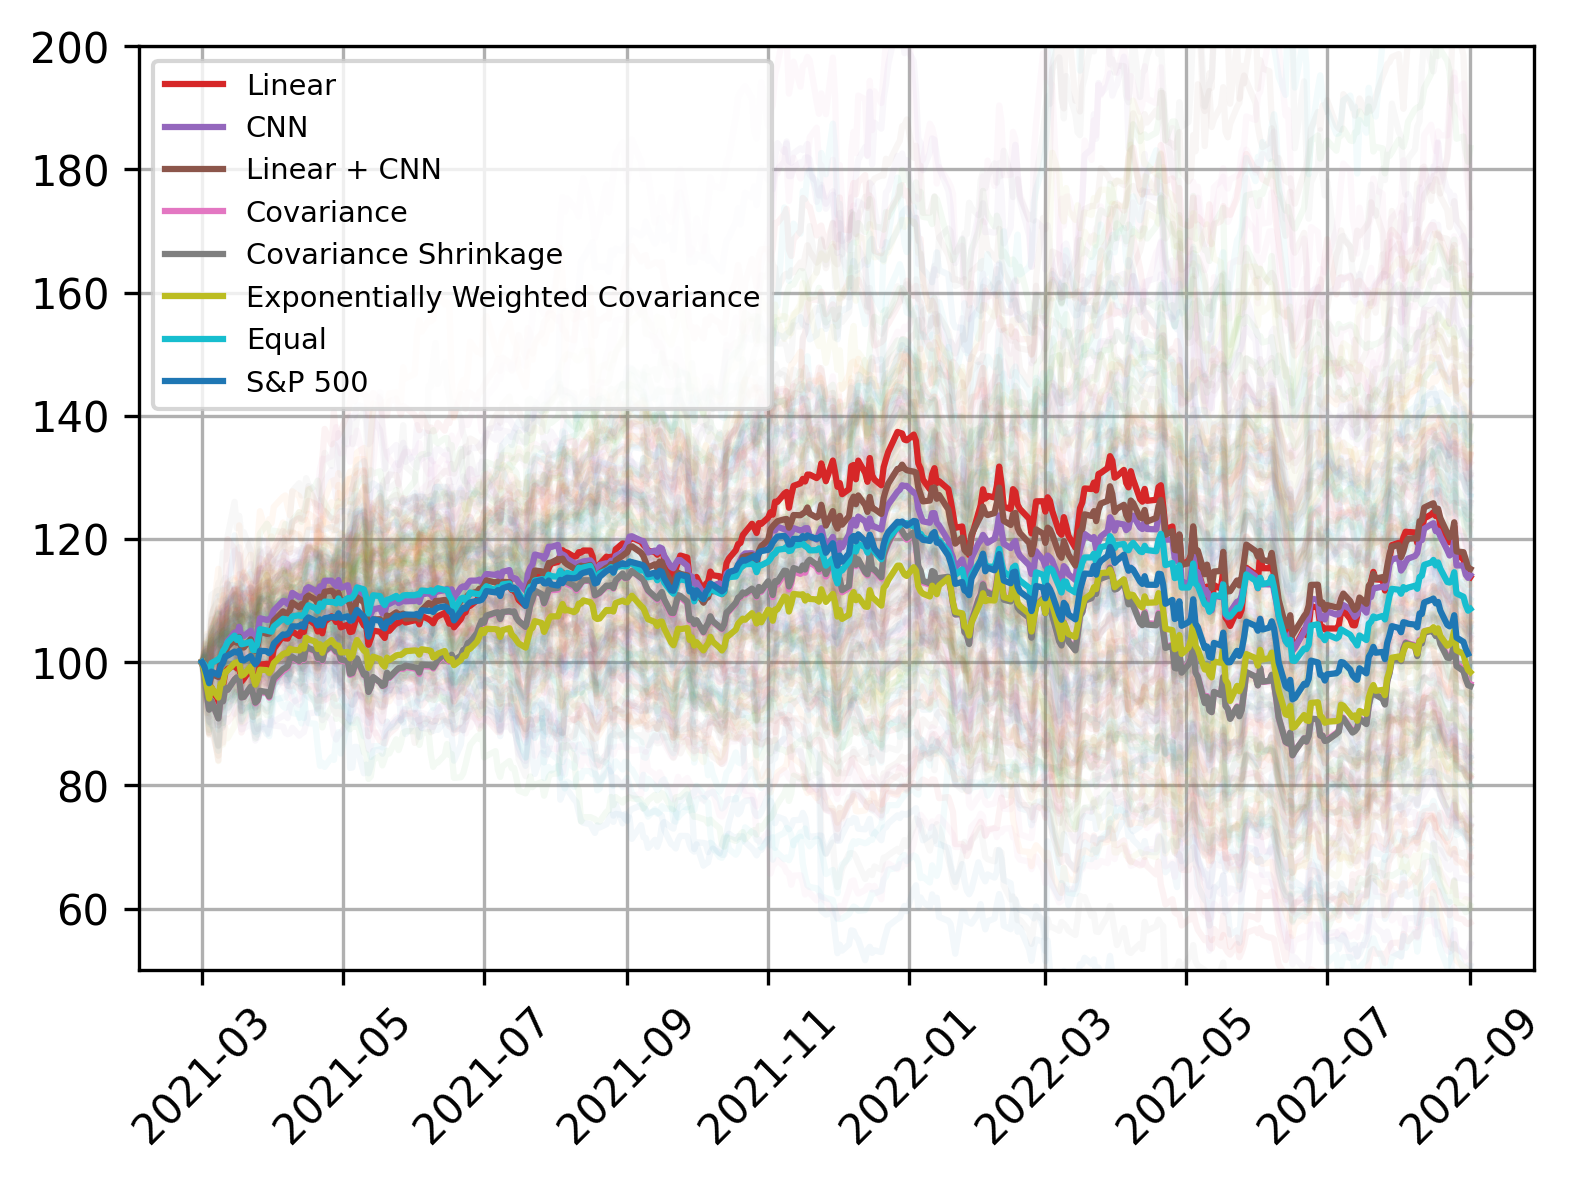 200
180
160
140
120
100
80
60
Linear
CNN
Linear + CNN
Covariance
Covariance Shrinkage
Exponentially Weighted Covariance
Equal
S&P 500
2021-03
2021-05
2021-07
2021-09
2021-11
2022-01
2022-03
2022-05
2022-07
2022-09